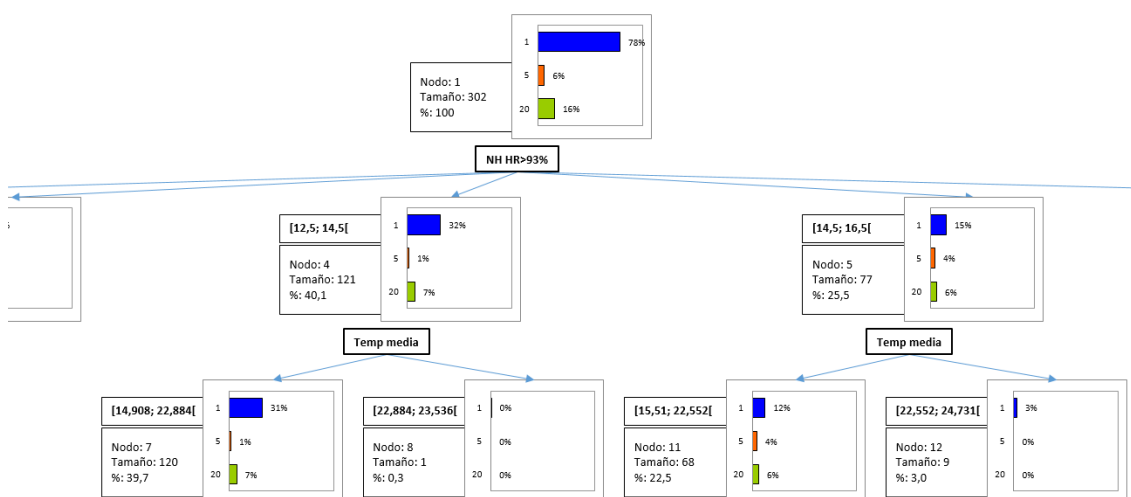 1 78%
5 6%
20 16%
Nodo: 1
Tamaño: 302
%: 100
NH HR>93%
[12,5; 14,5[
1 32%
5 1%
20 7%
Nodo: 4
Tamaño: 121
%: 40,1
[14,5; 16,5[
1 15%
5 4%
20 6%
Nodo: 5
Tamaño: 77
%: 25,5
Temp media
Temp media
[14,908; 22,884[
1 31%
5 1%
20 7%
Nodo: 7
Tamaño: 120
%: 39,7
[22,884; 23,536[
1 0%
5 0%
20 0%
Nodo: 8
Tamaño: 1
%: 0,3
[15,51; 22,552[
1 12%
5 4%
20 6%
Nodo: 11
Tamaño: 68
%: 22,5
[22,552; 24,731[
1 3%
5 0%
20 0%
Nodo: 12
Tamaño: 9
%: 3,0